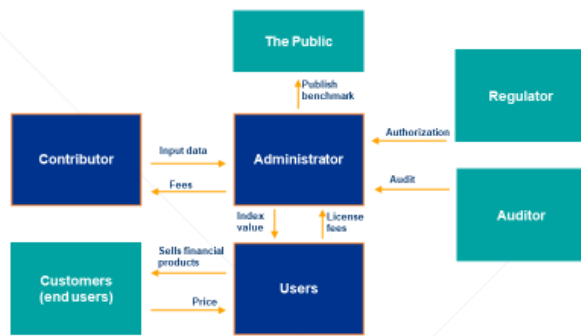 The Public
Publish
benchmark
Regulator
Authorization
Contributor
Input data
Fees
Administrator
Audit
Auditor
Index
value
License
fees
Customers
(end users)
Sells financial
products
Price
Users